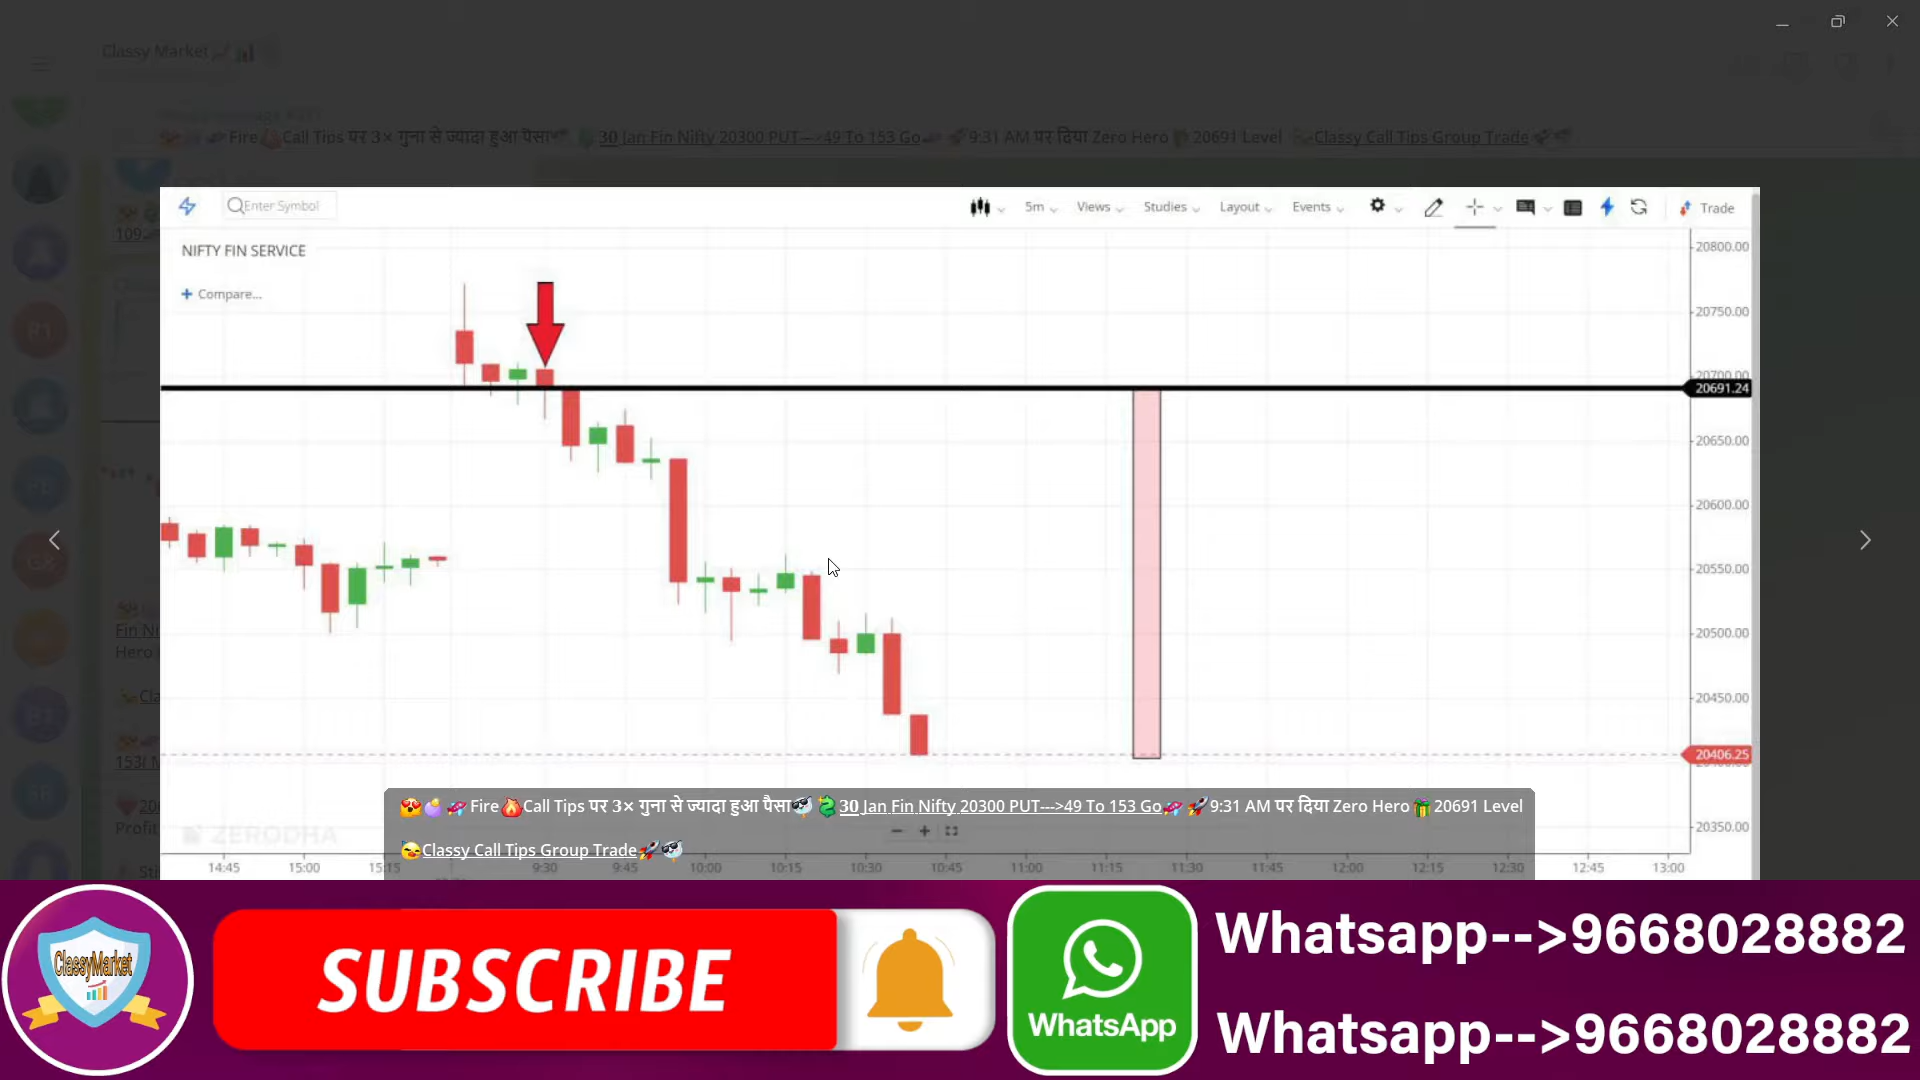 Classy Market
Fire Call Tips पर 3× गुना से ज्यादा हुआ पैसा 30 Jan Fin Nifty 20300 PUT--->49 To 153 Go 9:31 AM पर दिया Zero Hero 20691 Level Classy Call Tips Group Trade
Enter Symbol
5m Views Studies Layout Events Trade
NIFTY FIN SERVICE
+ Compare...
20800.00
20750.00
20700.00
20691.24
20650.00
20600.00
20550.00
20500.00
20450.00
20406.25
20350.00
😍 Fire🔥Call Tips पर 3× गुना से ज्यादा हुआ पैसा 30 Jan Fin Nifty 20300 PUT--->49 To 153 Go🚀 9:31 AM पर दिया Zero Hero🎁20691 Level
Classy Call Tips Group Trade🚀
ZERODHA
14:45 15:00 15:15 9:30 9:45 10:00 10:15 10:30 10:45 11:00 11:15 11:30 11:45 12:00 12:15 12:30 12:45 13:00
ClassyMarket
SUBSCRIBE
WhatsApp
Whatsapp-->9668028882
Whatsapp-->9668028882